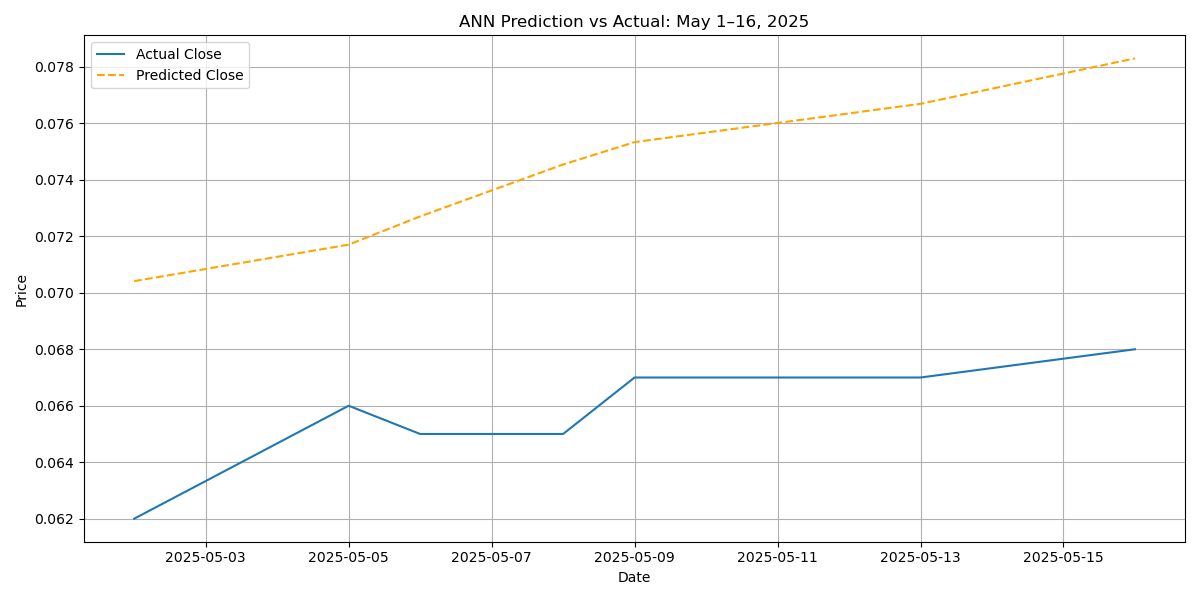 ANN Prediction vs Actual: May 1–16, 2025
Actual Close
Predicted Close
Price
0.078
0.076
0.074
0.072
0.070
0.068
0.066
0.064
0.062
2025-05-03 2025-05-05 2025-05-07 2025-05-09 2025-05-11 2025-05-13 2025-05-15
Date